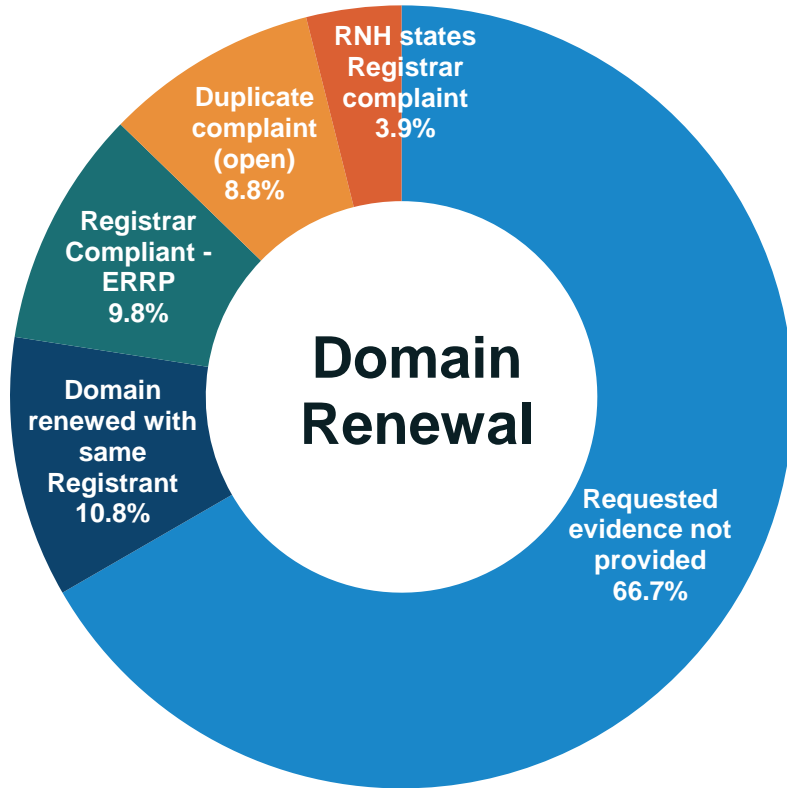 RNH states
Registrar
complaint
3.9%
Duplicate
complaint
(open)
8.8%
Registrar
Compliant -
ERRP
9.8%
Domain
Renewal
Domain
renewed with
same
Registrant
10.8%
Requested
evidence not
provided
66.7%